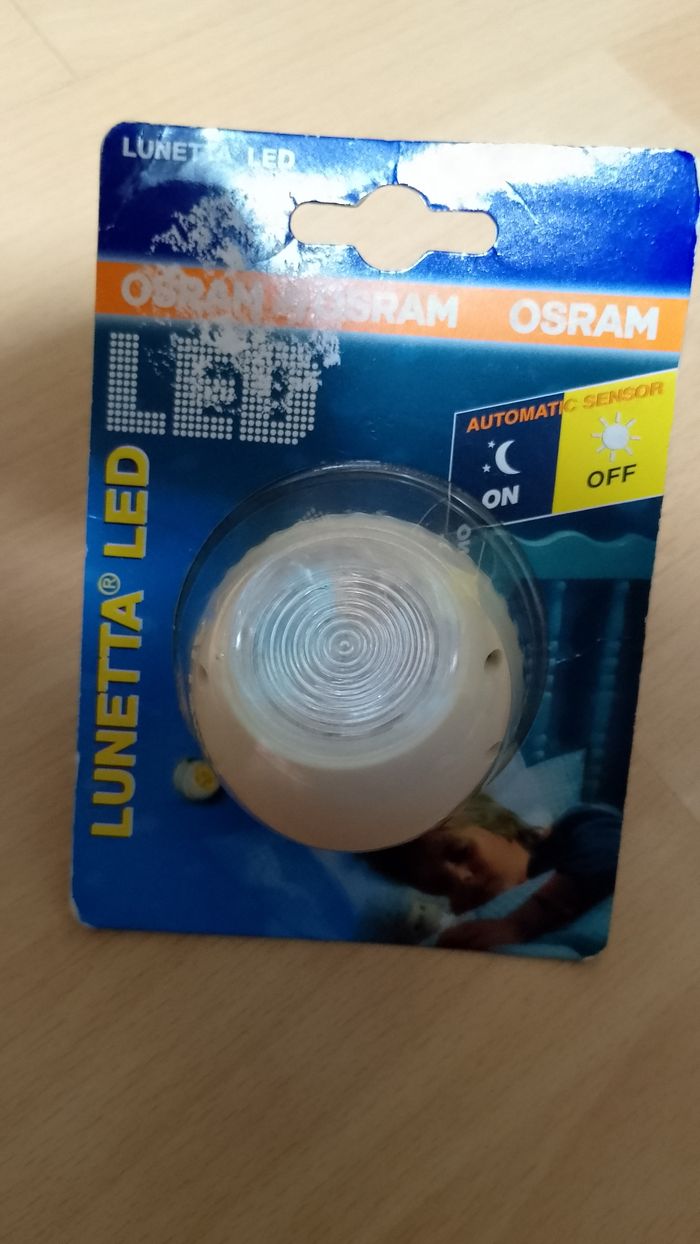 LUNETTA LED
OSRAM OSRAM OSRAM
LED
AUTOMATIC SENSOR
ON
OFF
LUNETTA® LED